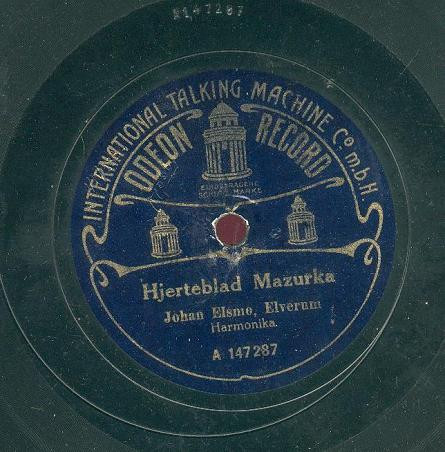 A147287
INTERNATIONAL TALKING MACHINE Co. m.b.H
ODEON RECORD
EINGETRAGENE
SCHUTZ MARKE
Hjerteblad Mazurka
Johan Elsmo, Elverum
Harmonika.
A 147287